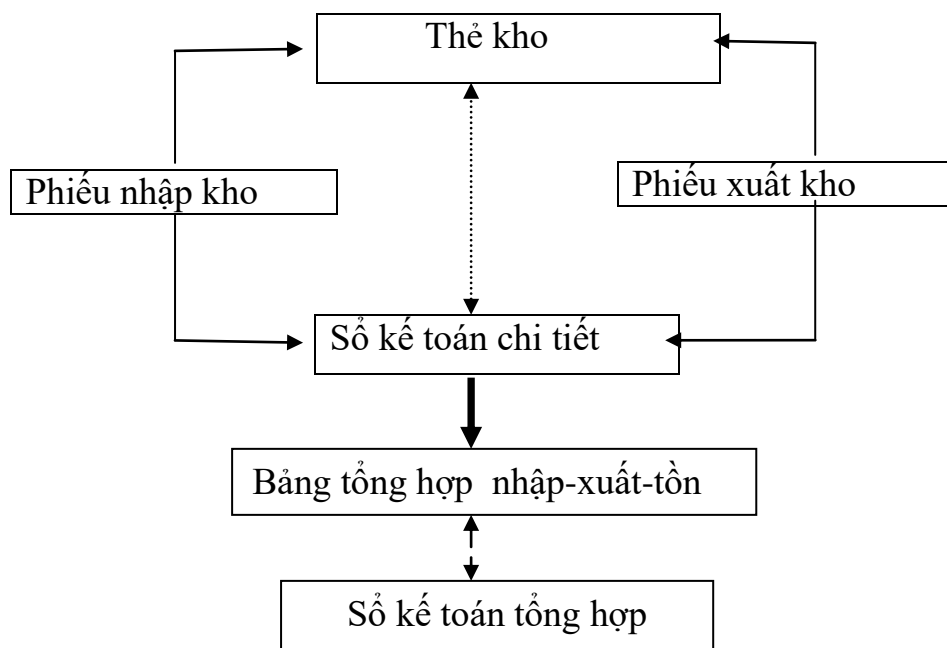 Thẻ kho
Phiếu nhập kho
Phiếu xuất kho
Sổ kế toán chi tiết
Bảng tổng hợp nhập-xuất-tồn
Sổ kế toán tổng hợp